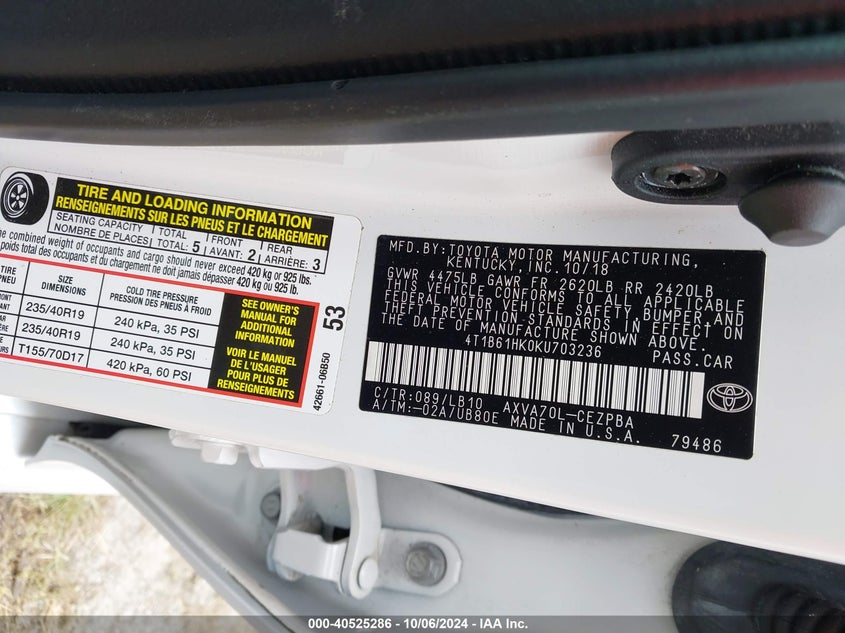 TIRE AND LOADING INFORMATION
RENSEIGNEMENTS SUR LES PNEUS ET LE CHARGEMENT
SEATING CAPACITY
NOMBRE DE PLACES
TOTAL
TOTAL: 5
FRONT
AVANT: 2
REAR
ARRIÈRE: 3
The combined weight of occupants and cargo should never exceed 420 kg or 925 lbs.
poids total des occupants et du chargement ne doit jamais dépasser 420 kg ou 925 lb.
TIRE
PNEU
SIZE
DIMENSIONS
COLD TIRE PRESSURE
PRESSION DES PNEUS À FROID
235/40R19
240 kPa, 35 PSI
235/40R19
240 kPa, 35 PSI
T155/70D17
420 kPa, 60 PSI
SEE OWNER'S
MANUAL FOR
ADDITIONAL
INFORMATION
VOIR LE MANUEL
DE L'USAGER
POUR PLUS DE
RENSEIGNEMENTS
53
42661-06B50
MFD. BY: TOYOTA MOTOR MANUFACTURING,
KENTUCKY, INC. 10/18
GVWR 4475LB GAWR FR 2620LB RR 2420LB
THIS VEHICLE CONFORMS TO ALL APPLICABLE
FEDERAL MOTOR VEHICLE SAFETY, BUMPER, AND
THEFT PREVENTION STANDARDS IN EFFECT ON
THE DATE OF MANUFACTURE SHOWN ABOVE.
4T1B61HK0KU703236 PASS. CAR
C/TR: 089/LB10 AXVA70L-CEZPBA
A/TM: -02A/UB80E MADE IN U.S.A. 79486
000-40525286 - 10/06/2024 - IAA Inc.